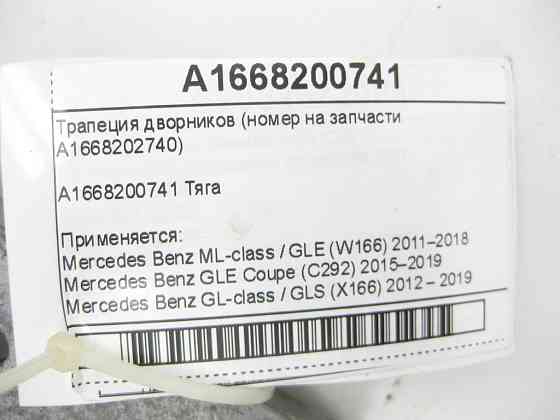 A1668200741
Трапеция дворников (номер на запчасти
A1668202740)
A1668200741 Тяга
Применяется:
Mercedes Benz ML-class / GLE (W166) 2011–2018
Mercedes Benz GLE Coupe (C292) 2015–2019
Mercedes Benz GL-class / GLS (X166) 2012 – 2019